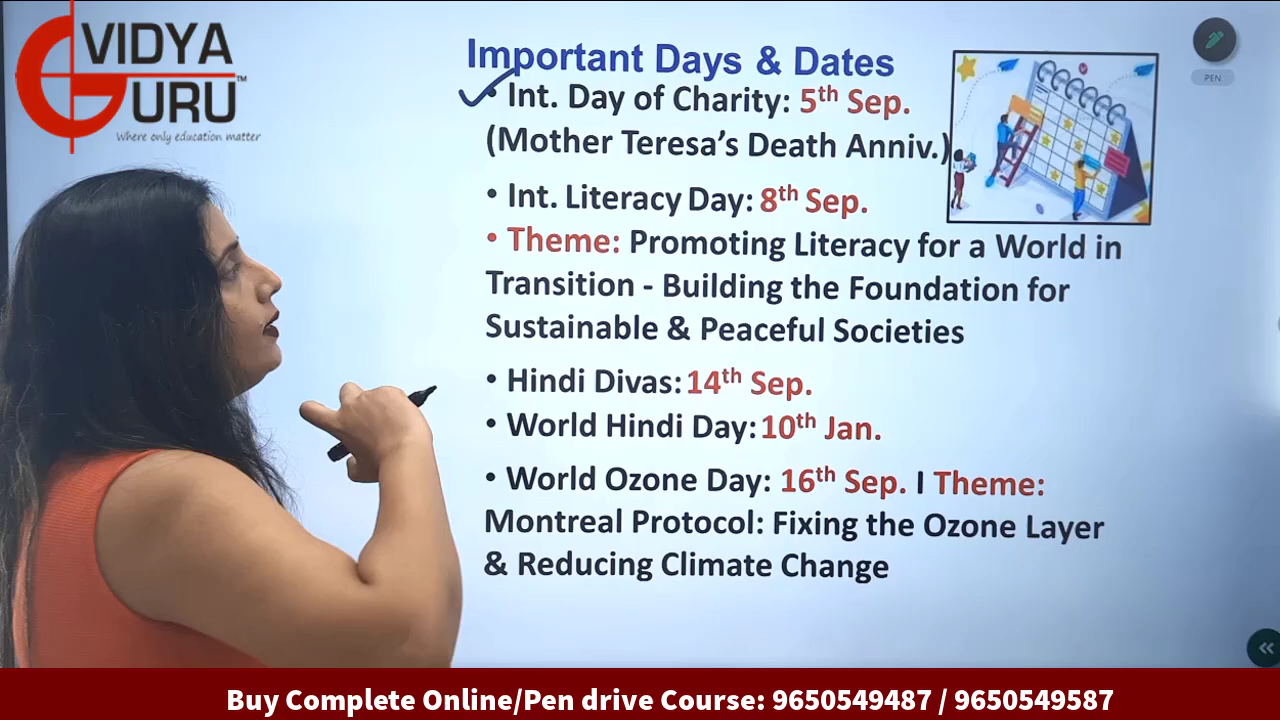 VIDYA
GURU™
Where only education matter
Important Days & Dates
• Int. Day of Charity: 5th Sep.
(Mother Teresa's Death Anniv.)
• Int. Literacy Day: 8th Sep.
• Theme: Promoting Literacy for a World in
Transition - Building the Foundation for
Sustainable & Peaceful Societies
• Hindi Divas: 14th Sep.
• World Hindi Day: 10th Jan.
• World Ozone Day: 16th Sep. I Theme:
Montreal Protocol: Fixing the Ozone Layer
& Reducing Climate Change
PEN
Buy Complete Online/Pen drive Course: 9650549487 / 9650549587